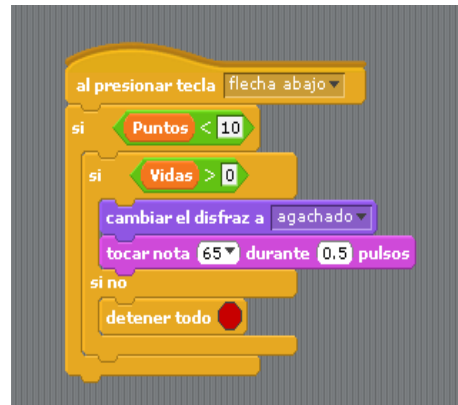 al presionar tecla flecha abajo
si Puntos < 10
si Vidas > 0
cambiar el disfraz a agachado
tocar nota 65 durante 0.5 pulsos
si no
detener todo